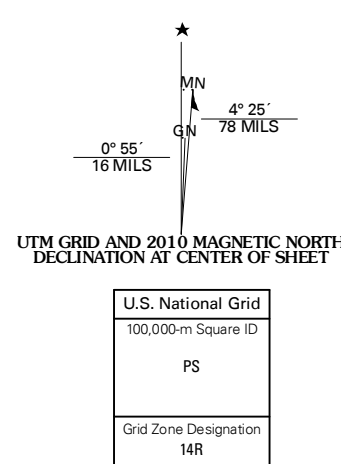 MN
4° 25´
78 MILS
GN
0° 55´
16 MILS
UTM GRID AND 2010 MAGNETIC NORTH
DECLINATION AT CENTER OF SHEET
U.S. National Grid
100,000-m Square ID
PS
Grid Zone Designation
14R